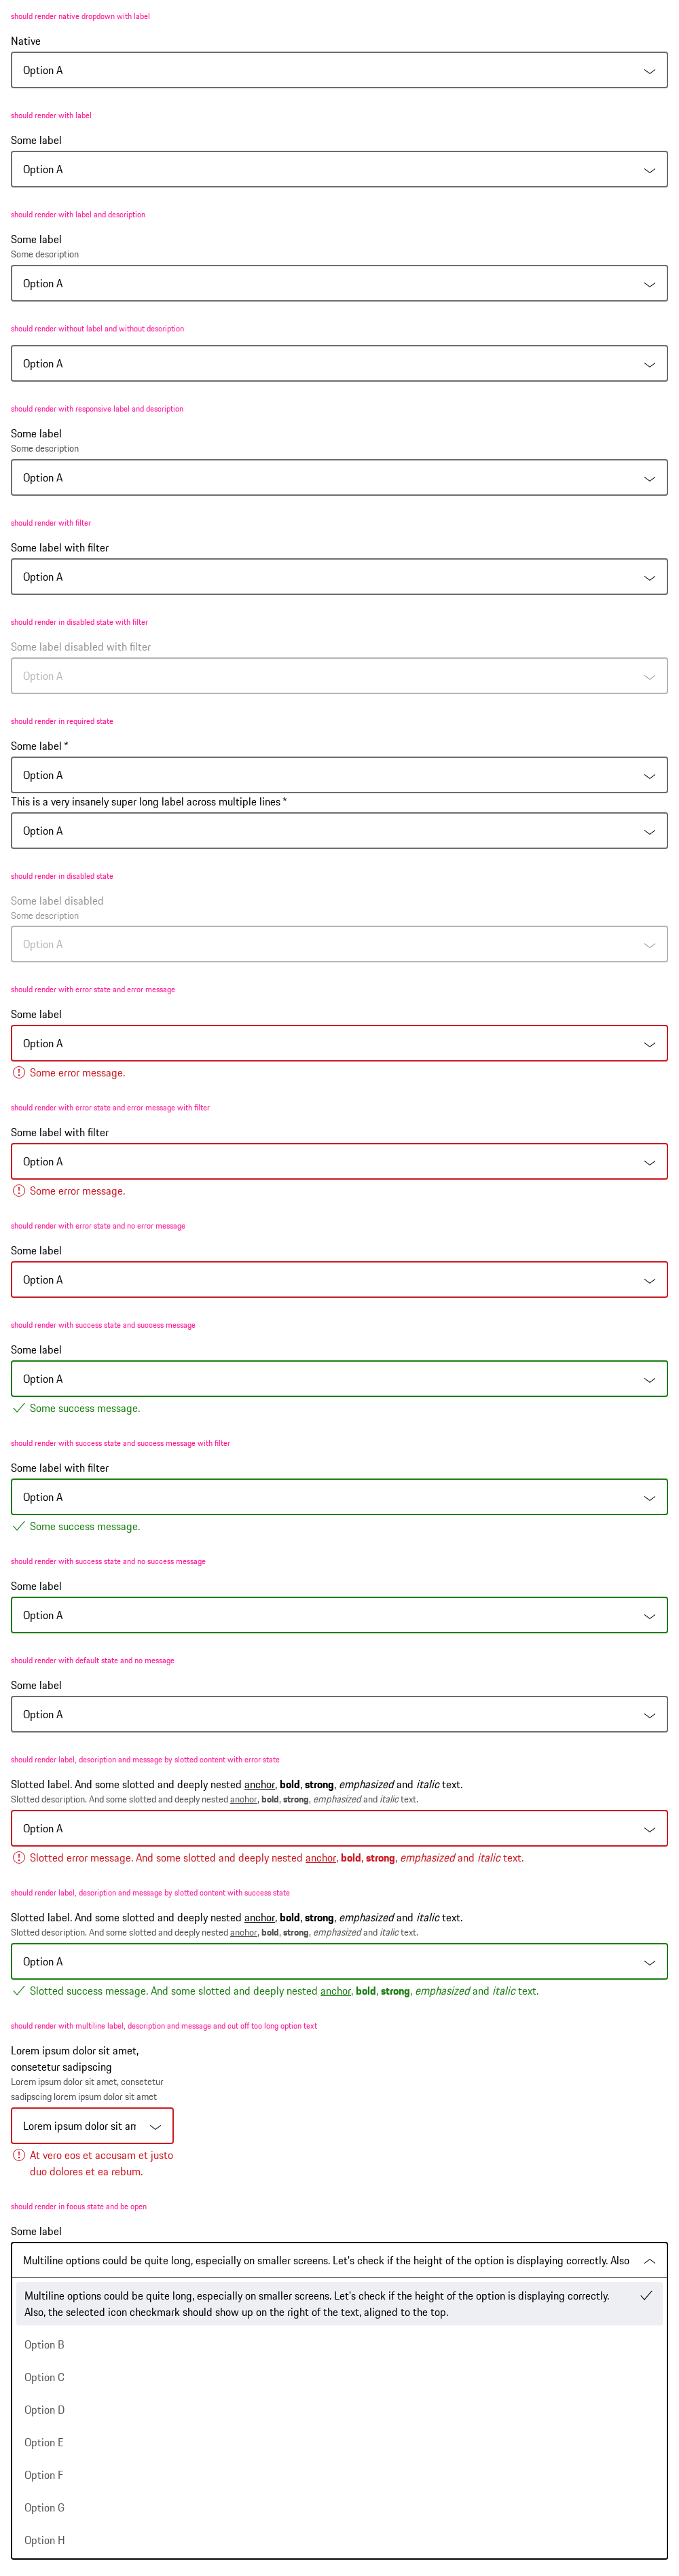 should render native dropdown with label
Native
Option A
should render with label
Some label
Option A
should render with label and description
Some label
Some description
Option A
should render without label and without description
Option A
should render with responsive label and description
Some label
Some description
Option A
should render with filter
Some label with filter
Option A
should render in disabled state with filter
Some label disabled with filter
Option A
should render in required state
Some label *
Option A
This is a very insanely super long label across multiple lines *
Option A
should render in disabled state
Some label disabled
Some description
Option A
should render with error state and error message
Some label
Option A
Some error message.
should render with error state and error message with filter
Some label with filter
Option A
Some error message.
should render with error state and no error message
Some label
Option A
should render with success state and success message
Some label
Option A
Some success message.
should render with success state and success message with filter
Some label with filter
Option A
Some success message.
should render with success state and no success message
Some label
Option A
should render with default state and no message
Some label
Option A
should render label, description and message by slotted content with error state
Slotted label. And some slotted and deeply nested anchor, bold, strong, emphasized and italic text.
Slotted description. And some slotted and deeply nested anchor, bold, strong, emphasized and italic text.
Option A
Slotted error message. And some slotted and deeply nested anchor, bold, strong, emphasized and italic text.
should render label, description and message by slotted content with success state
Slotted label. And some slotted and deeply nested anchor, bold, strong, emphasized and italic text.
Slotted description. And some slotted and deeply nested anchor, bold, strong, emphasized and italic text.
Option A
Slotted success message. And some slotted and deeply nested anchor, bold, strong, emphasized and italic text.
should render with multiline label, description and message and cut off too long option text
Lorem ipsum dolor sit amet,
consetetur sadipscing
Lorem ipsum dolor sit amet, consetetur
sadipscing lorem ipsum dolor sit amet
Lorem ipsum dolor sit am
At vero eos et accusam et justo
duo dolores et ea rebum.
should render in focus state and be open
Some label
Multiline options could be quite long, especially on smaller screens. Let's check if the height of the option is displaying correctly. Also
Multiline options could be quite long, especially on smaller screens. Let's check if the height of the option is displaying correctly.
Also, the selected icon checkmark should show up on the right of the text, aligned to the top.
Option B
Option C
Option D
Option E
Option F
Option G
Option H